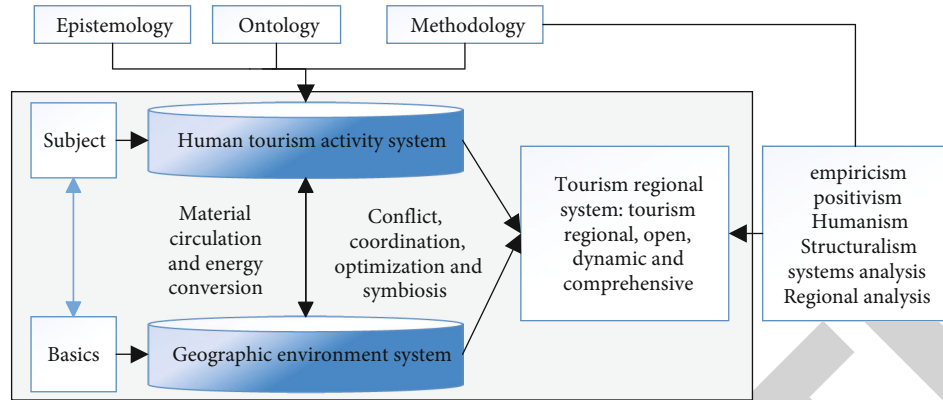 Epistemology
Ontology
Methodology
Subject
Human tourism activity system
Material
circulation
and energy
conversion
Conflict,
coordination,
optimization and
symbiosis
Tourism regional
system: tourism
regional, open,
dynamic and
comprehensive
empiricism
positivism
Humanism
Structuralism
systems analysis
Regional analysis
Basics
Geographic environment system